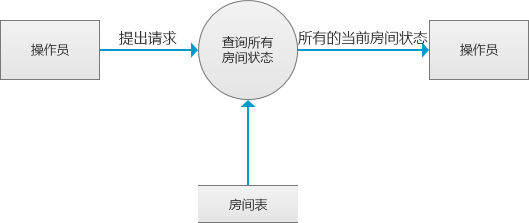 操作员
提出请求
查询所有
房间状态
所有的当前房间状态
操作员
房间表